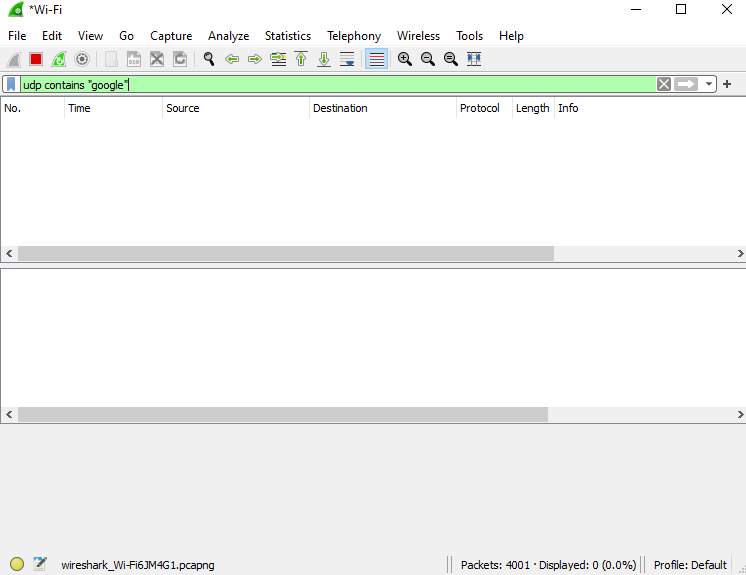 *Wi-Fi
File Edit View Go Capture Analyze Statistics Telephony Wireless Tools Help
udp contains "google"
No. Time Source Destination Protocol Length Info
wireshark_Wi-Fi6JM4G1.pcapng Packets: 4001 · Displayed: 0 (0.0%) Profile: Default